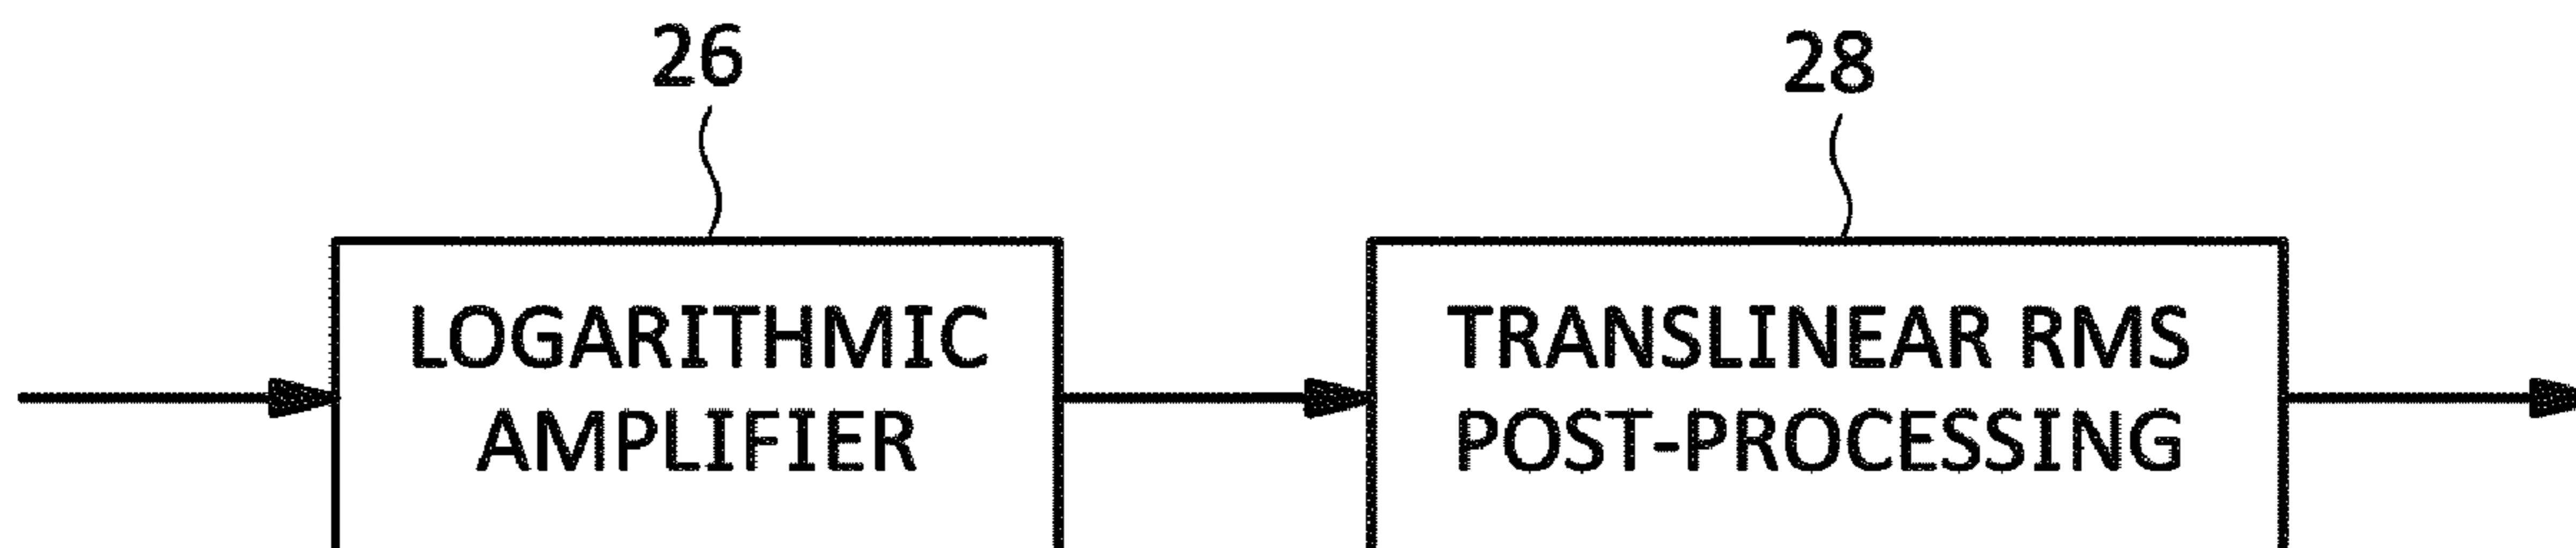 26
28
LOGARITHMIC
AMPLIFIER
TRANSLINEAR RMS
POST-PROCESSING